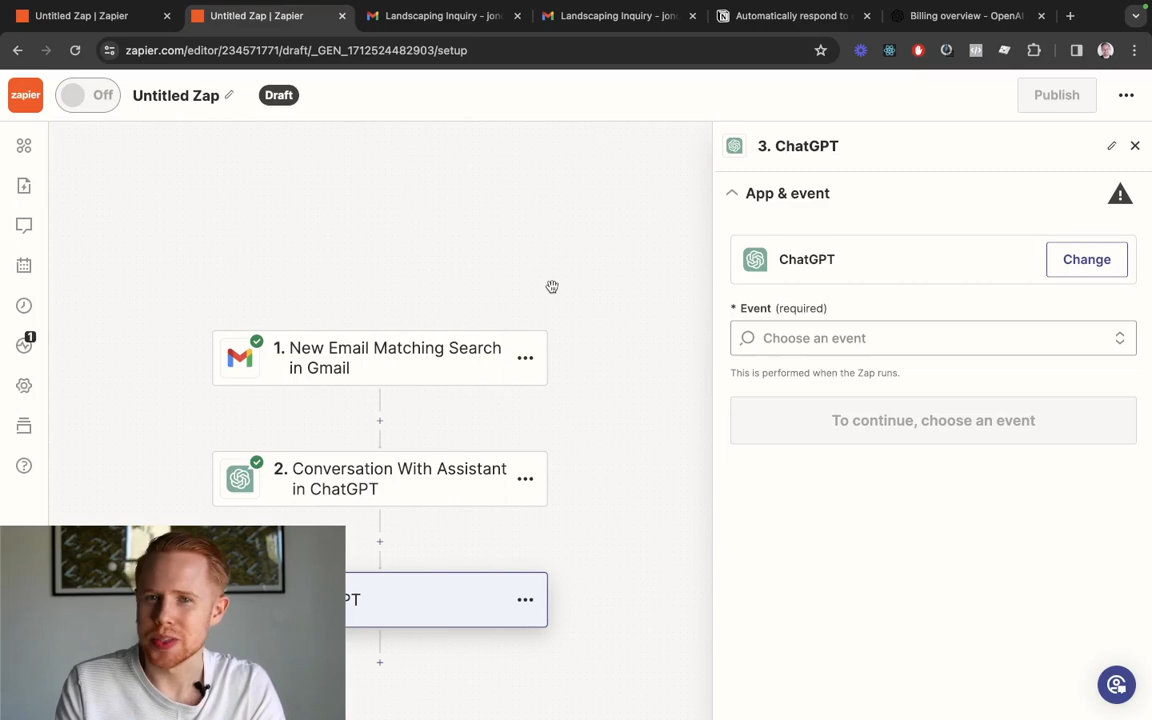 Untitled Zap | Zapier
Untitled Zap | Zapier
Landscaping Inquiry - jono
Landscaping Inquiry - jono
Automatically respond to
Billing overview - OpenAI
zapier.com/editor/234571771/draft/_GEN_1712524482903/setup
zapier
Off
Untitled Zap
Draft
Publish
3. ChatGPT
App & event
ChatGPT
Change
* Event (required)
Choose an event
This is performed when the Zap runs.
To continue, choose an event
1
1. New Email Matching Search
in Gmail
2. Conversation With Assistant
in ChatGPT